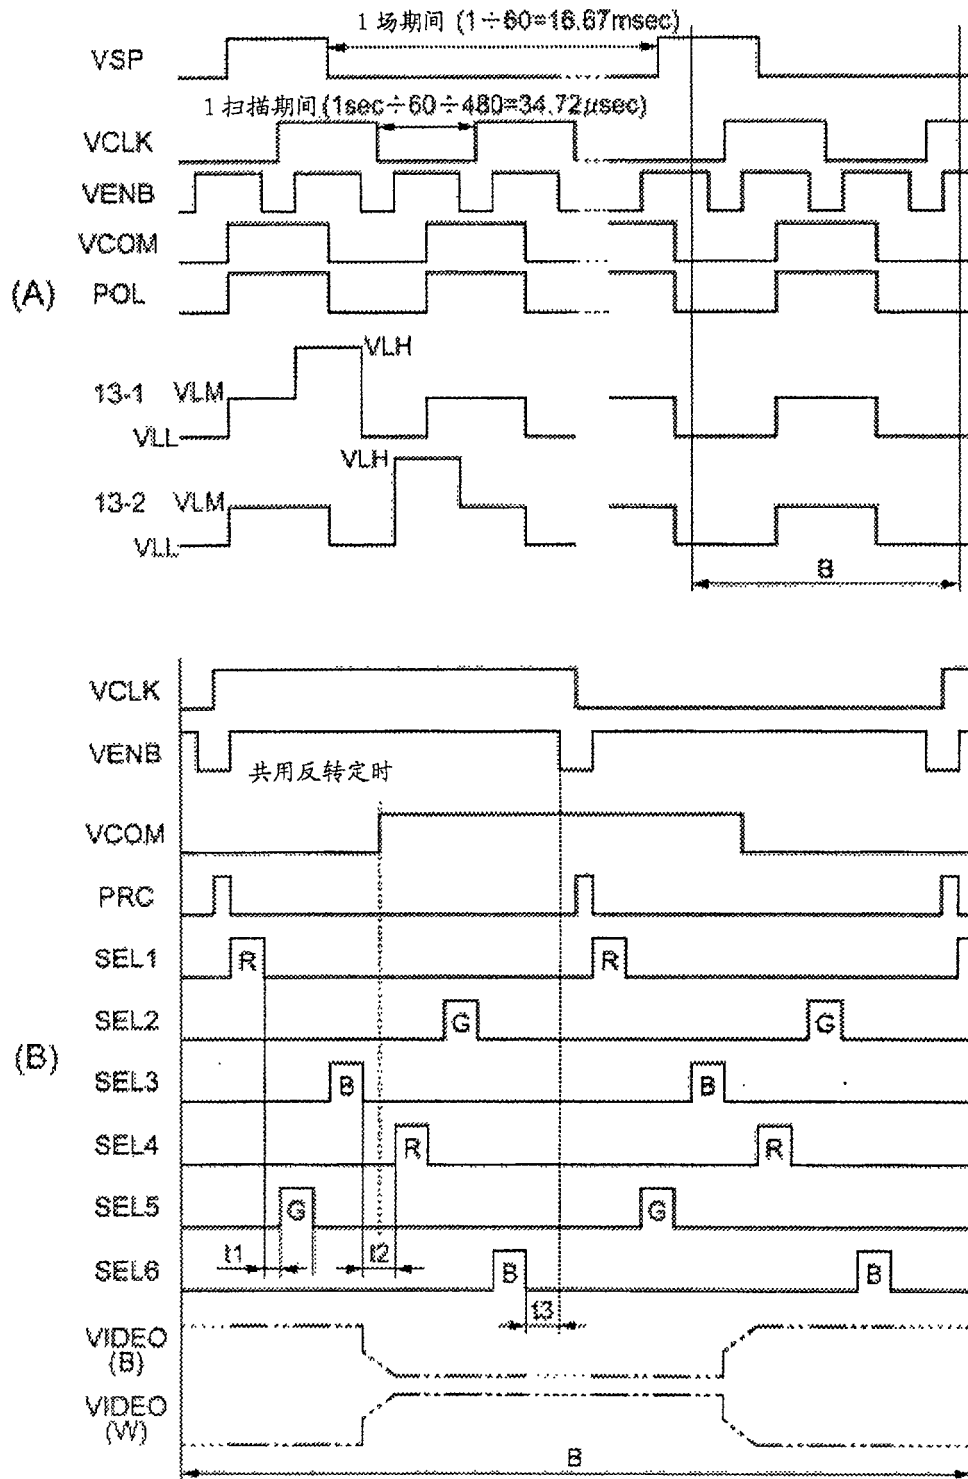 1 场期间 (1÷60=16.67msec)
VSP
1 扫描期间(1sec÷60÷480=34.72μsec)
VCLK
VENB
VCOM
(A)
POL
VLH
13-1 VLM
VLL
VLH
13-2 VLM
VLL
B
VCLK
VENB
共用反转定时
VCOM
PRC
SEL1 R R
SEL2 G G
(B)
SEL3 B B
SEL4 R R
SEL5 G G
t1 t2
SEL6 B B
t3
VIDEO
(B)
VIDEO
(W)
B